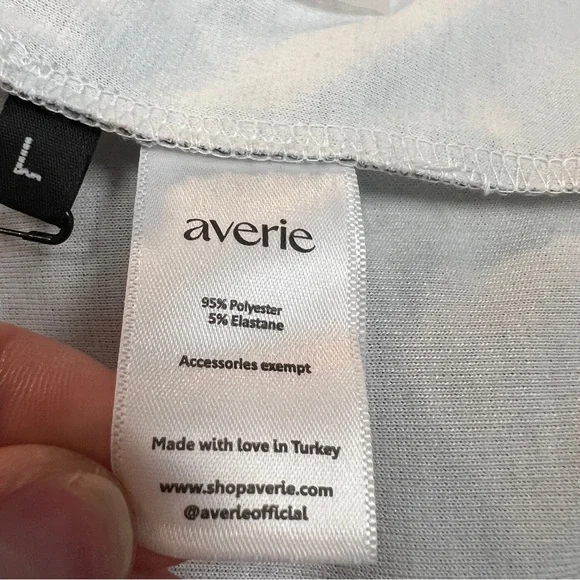 L
averie
95% Polyester
5% Elastane
Accessories exempt
Made with love in Turkey
www.shopaverie.com
@averieofficial